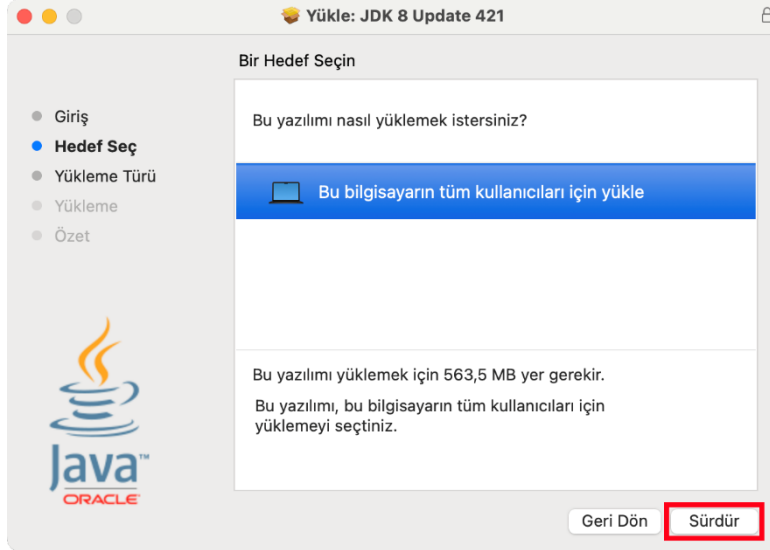 Yükle: JDK 8 Update 421
Bir Hedef Seçin
Giriş
Hedef Seç
Yükleme Türü
Yükleme
Özet
Bu yazılımı nasıl yüklemek istersiniz?
Bu bilgisayarın tüm kullanıcıları için yükle
Bu yazılımı yüklemek için 563,5 MB yer gerekir.
Bu yazılımı, bu bilgisayarın tüm kullanıcıları için
yüklemeyi seçtiniz.
Java™
ORACLE
Geri Dön
Sürdür